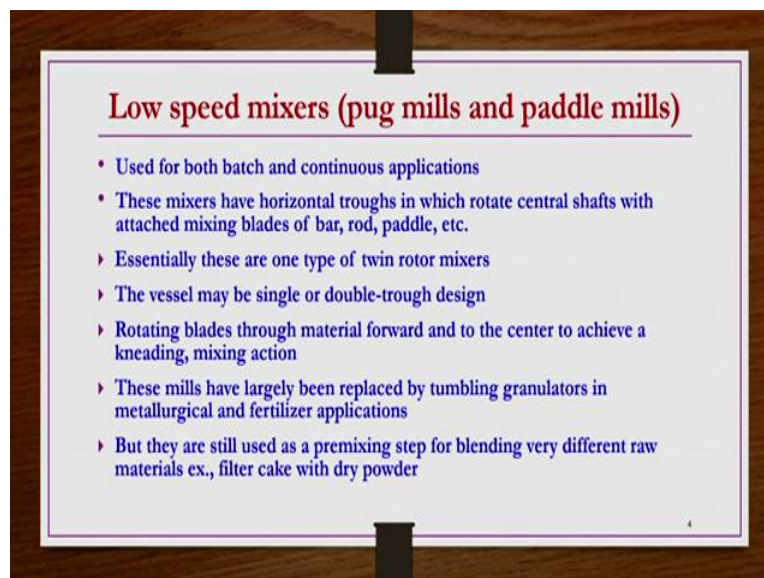 Low speed mixers (pug mills and paddle mills)
• Used for both batch and continuous applications
• These mixers have horizontal troughs in which rotate central shafts with
attached mixing blades of bar, rod, paddle, etc.
Essentially these are one type of twin rotor mixers
The vessel may be single or double-trough design
Rotating blades through material forward and to the center to achieve a
kneading, mixing action
These mills have largely been replaced by tumbling granulators in
metallurgical and fertilizer applications
But they are still used as a premixing step for blending very different raw
materials ex., filter cake with dry powder
4